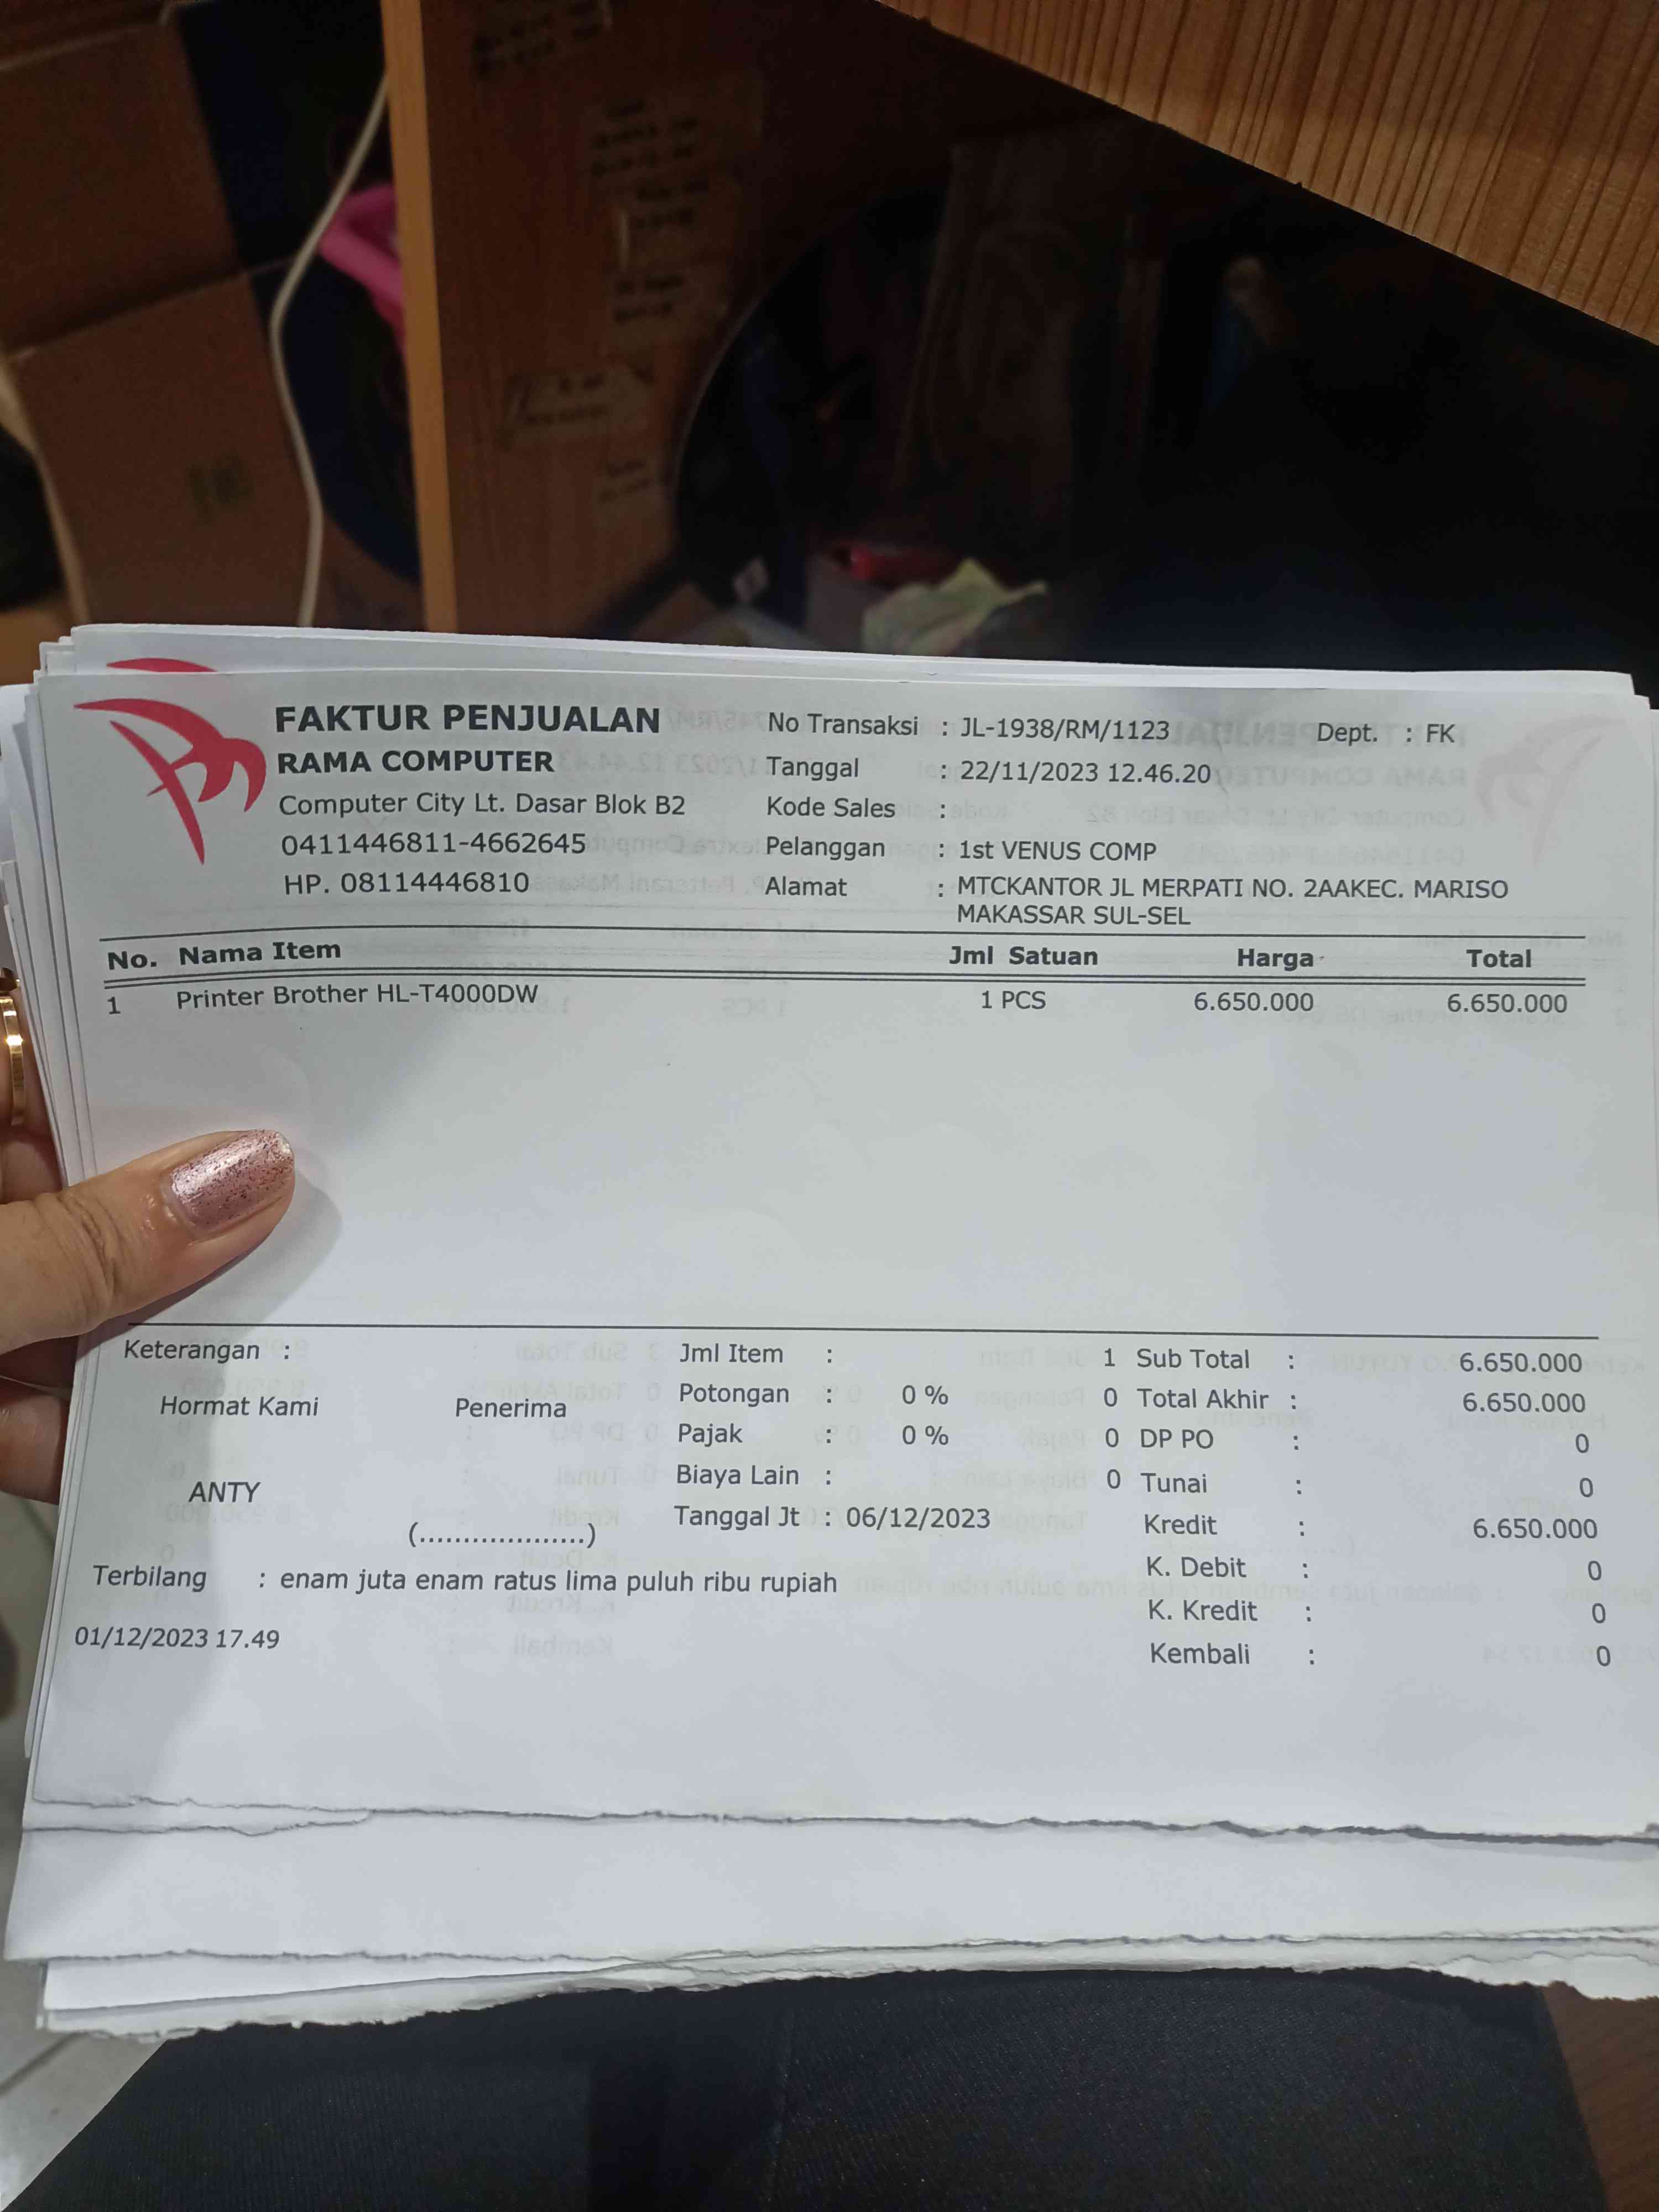 FAKTUR PENJUALAN
RAMA COMPUTER
Computer City Lt. Dasar Blok B2
0411446811-4662645
HP. 08114446810
No Transaksi : JL-1938/RM/1123
Dept. : FK
Tanggal : 22/11/2023 12.46.20
Kode Sales :
Pelanggan : 1st VENUS COMP
Alamat : MTCKANTOR JL MERPATI NO. 2AAKEC. MARISO
MAKASSAR SUL-SEL
No. Nama Item Jml Satuan Harga Total
1 Printer Brother HL-T4000DW 1 PCS 6.650.000 6.650.000
Keterangan :
Hormat Kami Penerima
ANTY
(...................)
Jml Item : 1
Potongan : 0 % 0
Pajak : 0 % 0
Biaya Lain : 0
Tanggal Jt : 06/12/2023
Sub Total : 6.650.000
Total Akhir : 6.650.000
DP PO : 0
Tunai : 0
Kredit : 6.650.000
K. Debit : 0
K. Kredit : 0
Kembali : 0
Terbilang : enam juta enam ratus lima puluh ribu rupiah
01/12/2023 17.49